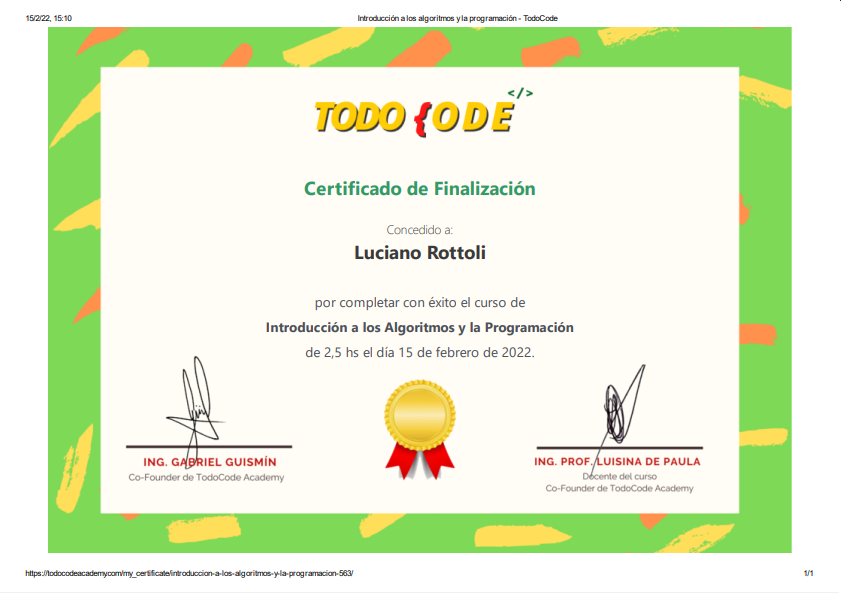 15/2/22, 15:10
Introducción a los algoritmos y la programación - TodoCode
</>
TODO {ODE
Certificado de Finalización
Concedido a:
Luciano Rottoli
por completar con éxito el curso de
Introducción a los Algoritmos y la Programación
de 2,5 hs el día 15 de febrero de 2022.
ING. GABRIEL GUISMÍN
Co-Founder de TodoCode Academy
ING. PROF. LUISINA DE PAULA
Docente del curso
Co-Founder de TodoCode Academy
https://todocodeacademy.com/my_certificate/introduccion-a-los-algoritmos-y-la-programacion-563/
1/1